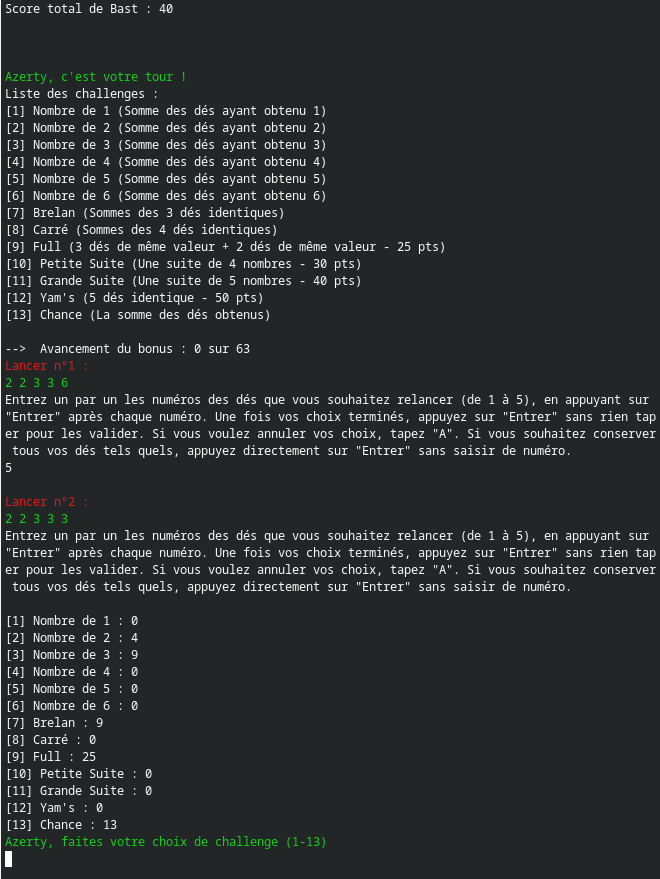 Score total de Bast : 40
Azerty, c'est votre tour !
Liste des challenges :
[1] Nombre de 1 (Somme des dés ayant obtenu 1)
[2] Nombre de 2 (Somme des dés ayant obtenu 2)
[3] Nombre de 3 (Somme des dés ayant obtenu 3)
[4] Nombre de 4 (Somme des dés ayant obtenu 4)
[5] Nombre de 5 (Somme des dés ayant obtenu 5)
[6] Nombre de 6 (Somme des dés ayant obtenu 6)
[7] Brelan (Sommes des 3 dés identiques)
[8] Carré (Sommes des 4 dés identiques)
[9] Full (3 dés de même valeur + 2 dés de même valeur - 25 pts)
[10] Petite Suite (Une suite de 4 nombres - 30 pts)
[11] Grande Suite (Une suite de 5 nombres - 40 pts)
[12] Yam's (5 dés identique - 50 pts)
[13] Chance (La somme des dés obtenus)
-->  Avancement du bonus : 0 sur 63
Lancer n°1 :
2 2 3 3 6
Entrez un par un les numéros des dés que vous souhaitez relancer (de 1 à 5), en appuyant sur
"Entrer" après chaque numéro. Une fois vos choix terminés, appuyez sur "Entrer" sans rien tap
er pour les valider. Si vous voulez annuler vos choix, tapez "A". Si vous souhaitez conserver
 tous vos dés tels quels, appuyez directement sur "Entrer" sans saisir de numéro.
5
Lancer n°2 :
2 2 3 3 3
Entrez un par un les numéros des dés que vous souhaitez relancer (de 1 à 5), en appuyant sur
"Entrer" après chaque numéro. Une fois vos choix terminés, appuyez sur "Entrer" sans rien tap
er pour les valider. Si vous voulez annuler vos choix, tapez "A". Si vous souhaitez conserver
 tous vos dés tels quels, appuyez directement sur "Entrer" sans saisir de numéro.
[1] Nombre de 1 : 0
[2] Nombre de 2 : 4
[3] Nombre de 3 : 9
[4] Nombre de 4 : 0
[5] Nombre de 5 : 0
[6] Nombre de 6 : 0
[7] Brelan : 9
[8] Carré : 0
[9] Full : 25
[10] Petite Suite : 0
[11] Grande Suite : 0
[12] Yam's : 0
[13] Chance : 13
Azerty, faites votre choix de challenge (1-13)